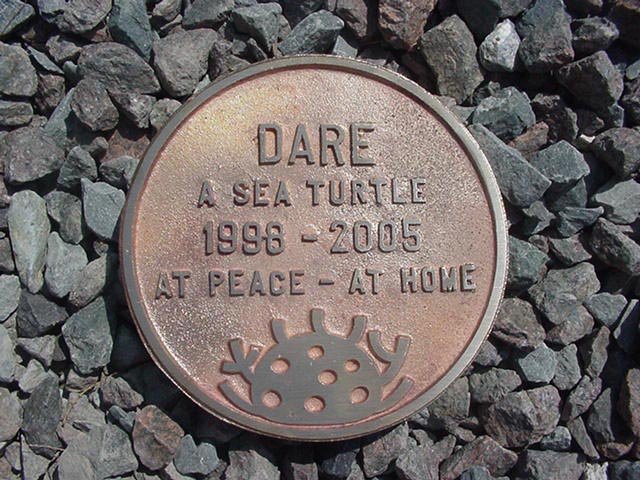 DARE
A SEA TURTLE
1998 - 2005
AT PEACE - AT HOME